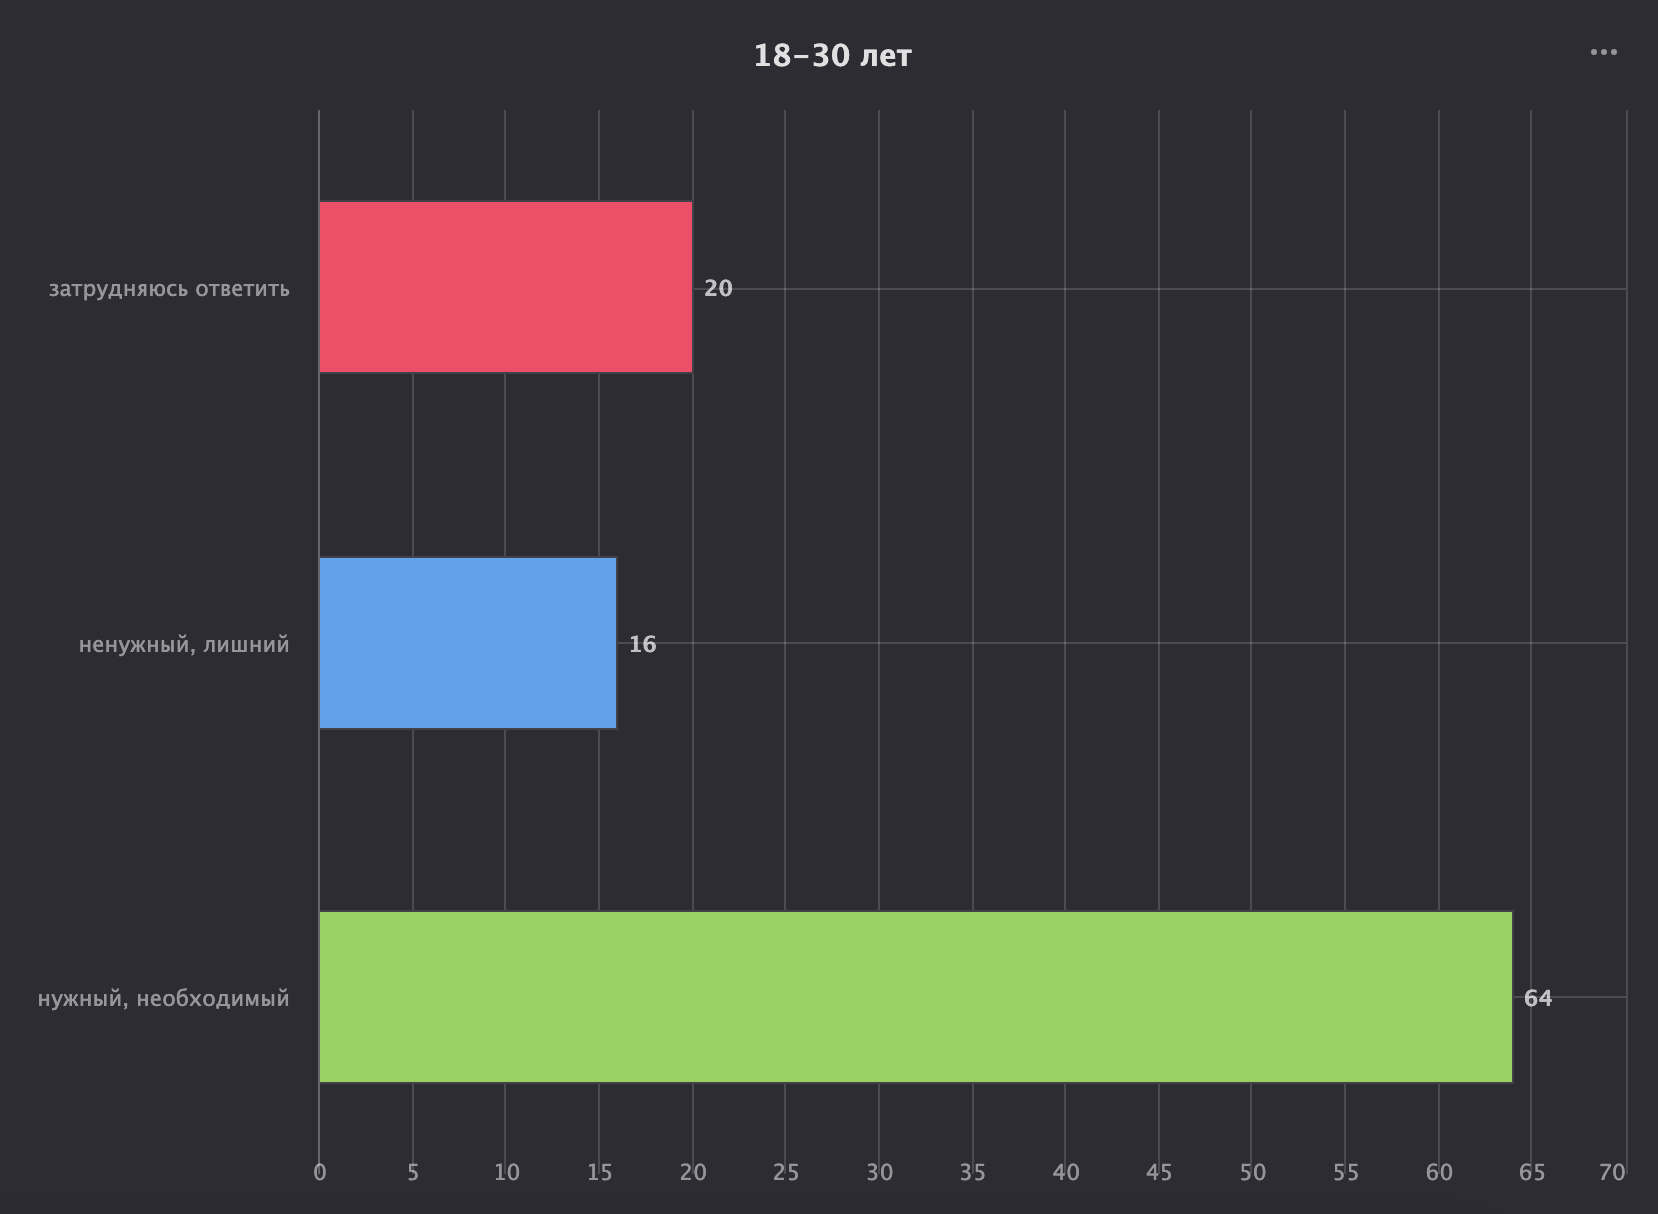 18–30 лет
затрудняюсь ответить
20
ненужный, лишний
16
нужный, необходимый
64
0 5 10 15 20 25 30 35 40 45 50 55 60 65 70